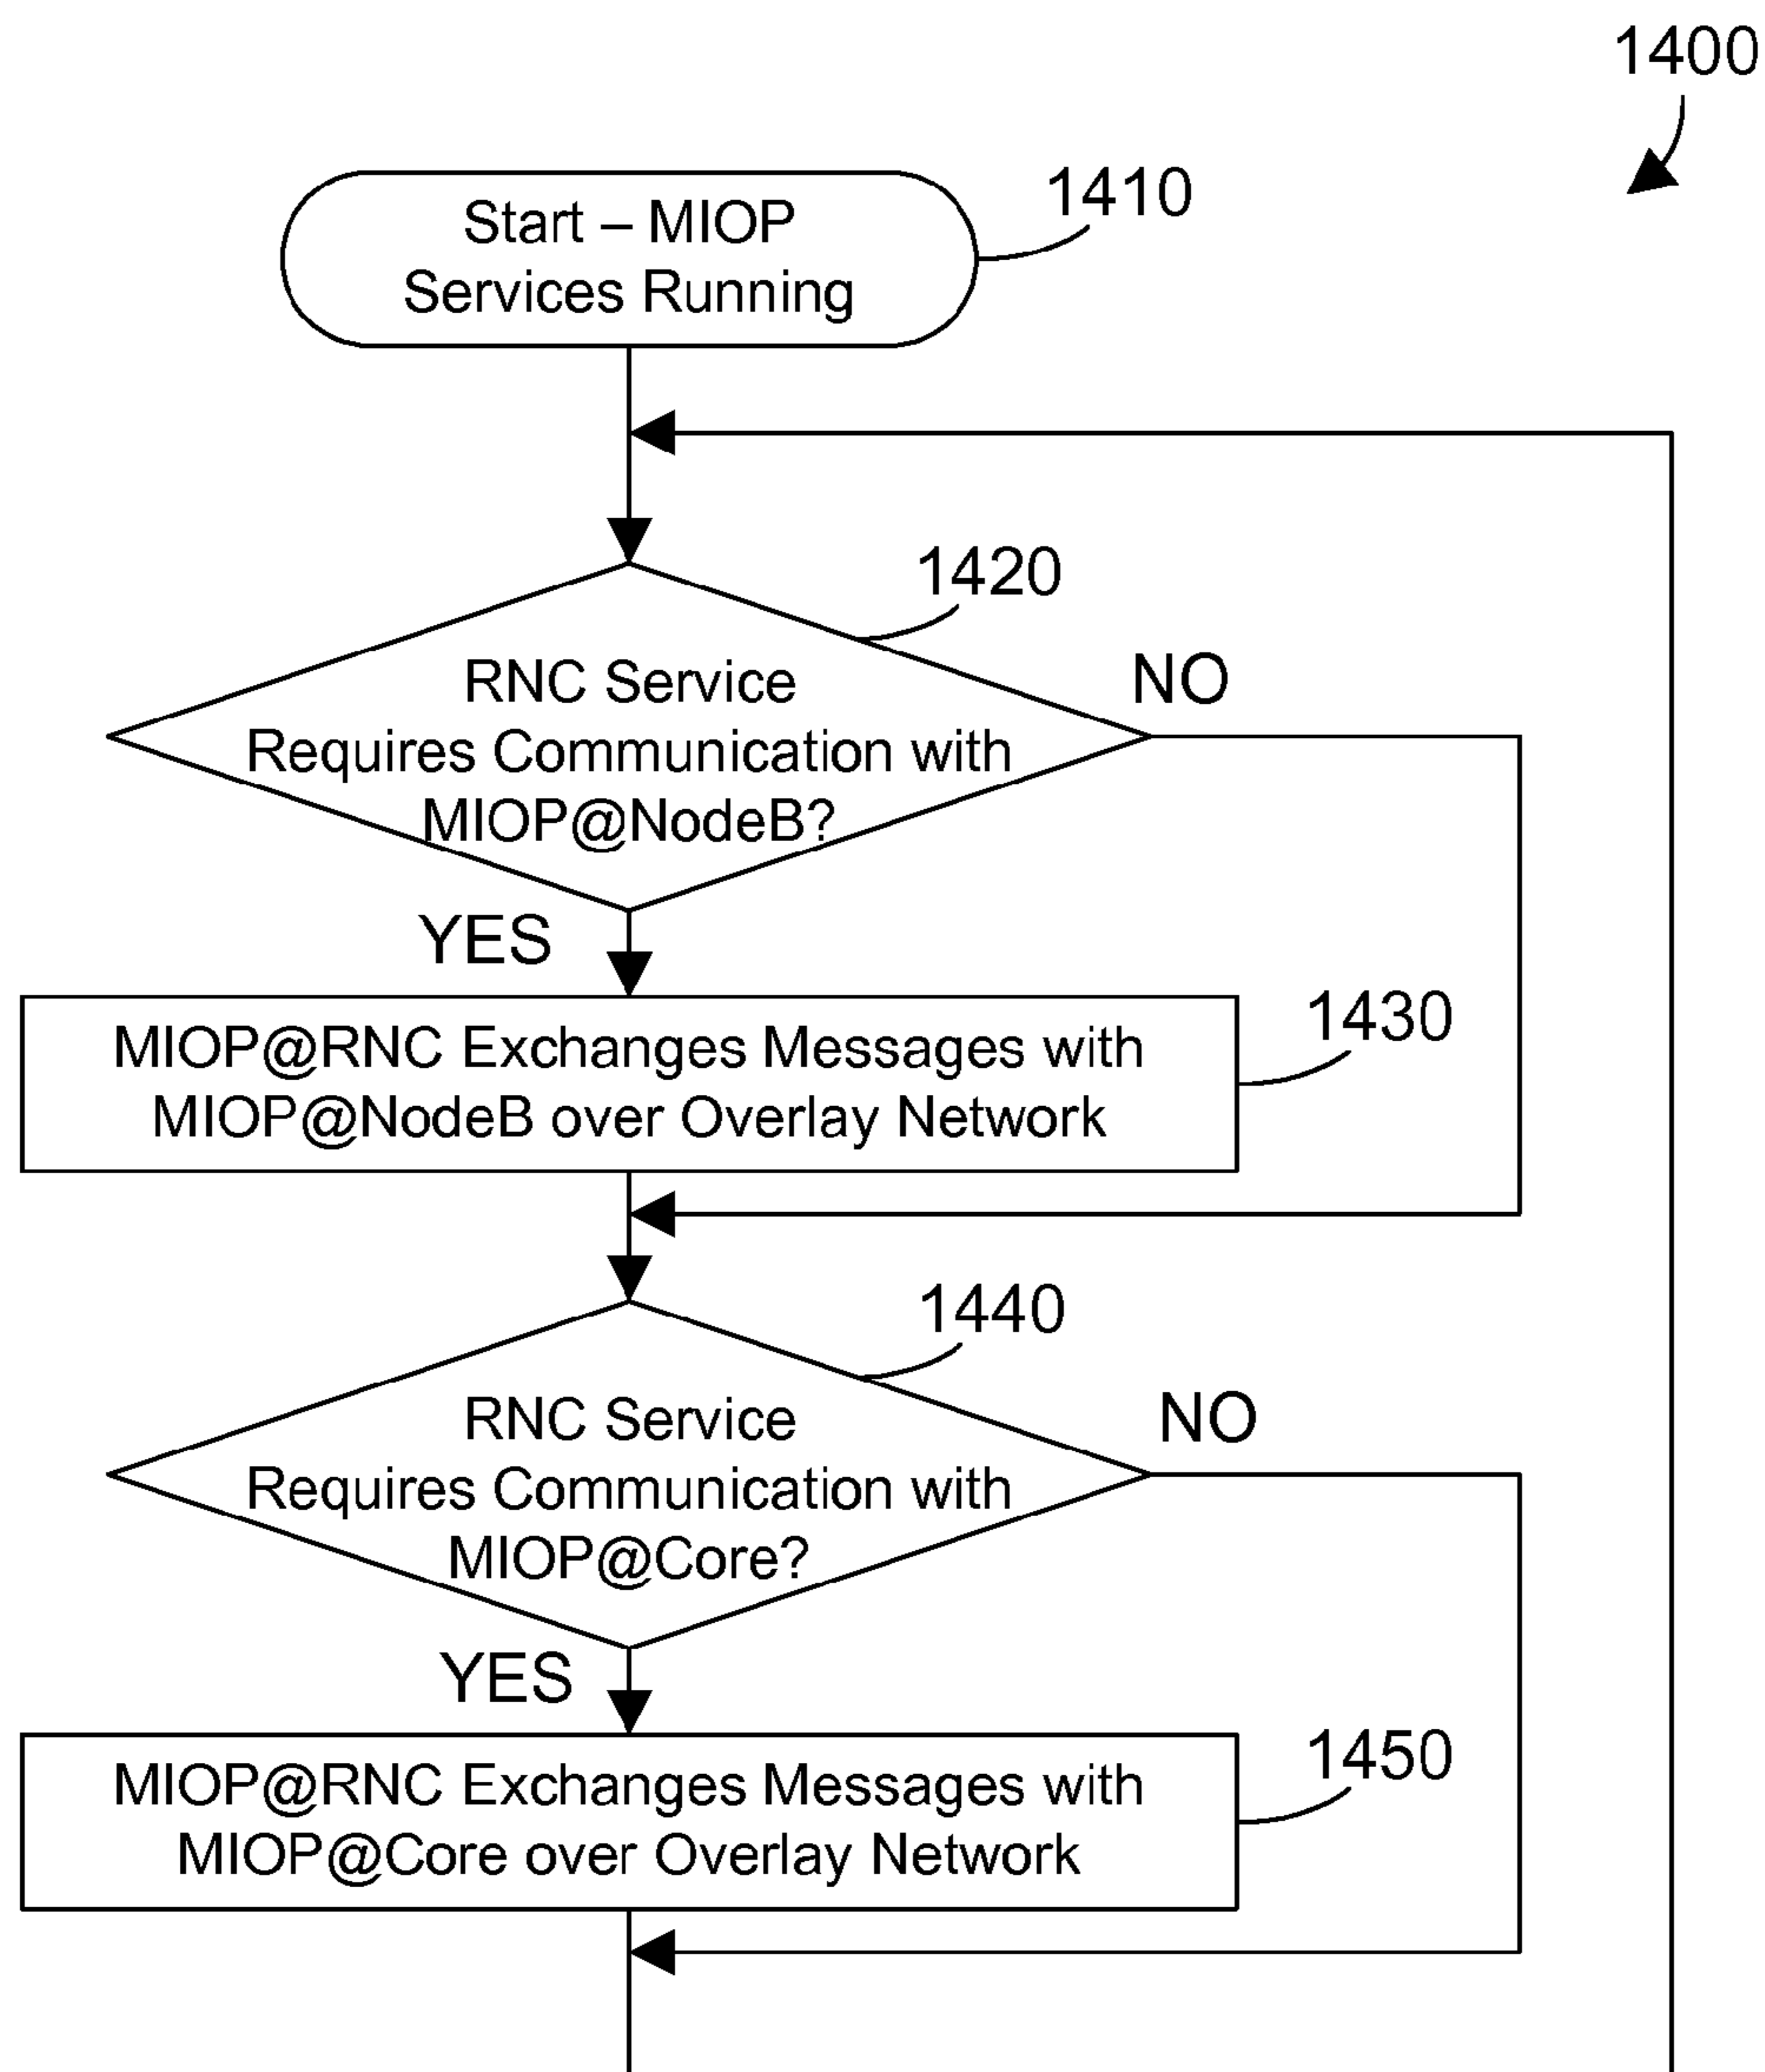 1400
Start – MIOP
Services Running
1410
1420
RNC Service
Requires Communication with
MIOP@NodeB?
NO
YES
MIOP@RNC Exchanges Messages with
MIOP@NodeB over Overlay Network
1430
1440
RNC Service
Requires Communication with
MIOP@Core?
NO
YES
MIOP@RNC Exchanges Messages with
MIOP@Core over Overlay Network
1450